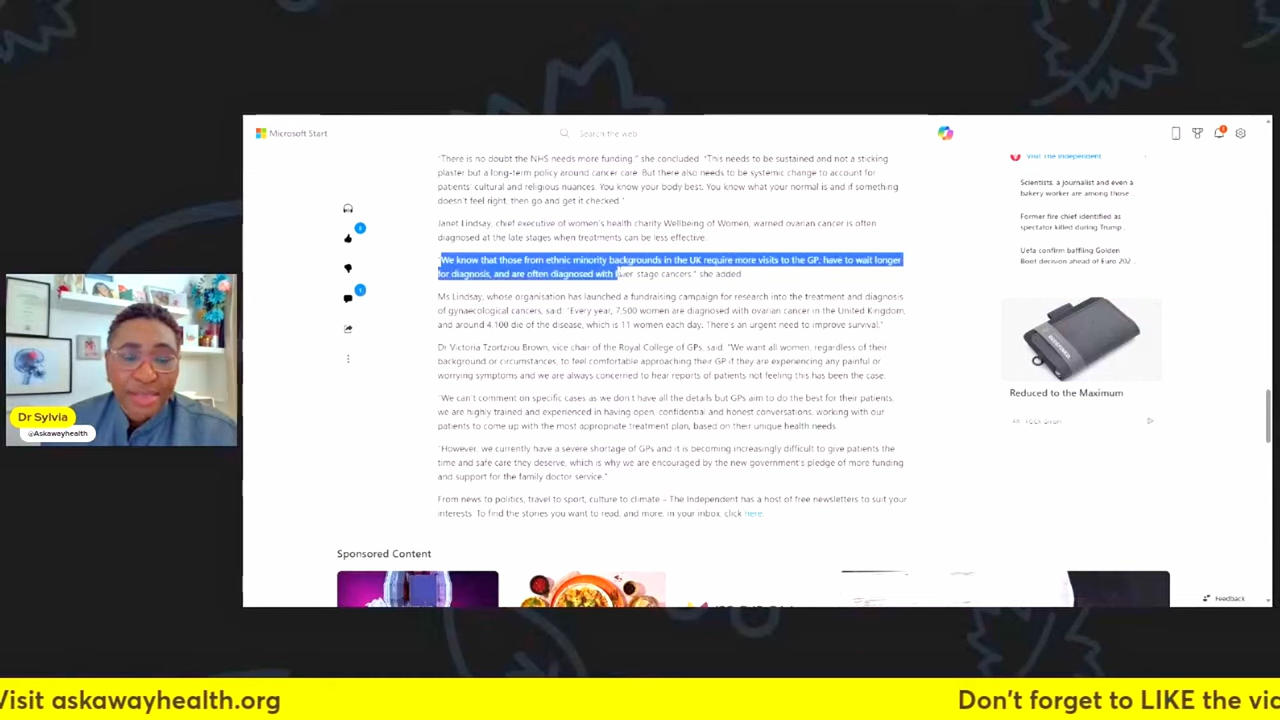 Microsoft Start
Search the web
"There is no doubt the NHS needs more funding," she concluded. "This needs to be sustained and not a sticking
plaster but a long-term policy around cancer care. But there also needs to be systemic change to account for
patients' cultural and religious nuances. You know your body best. You know what your normal is and if something
doesn't feel right, then go and get it checked."
Janet Lindsay, chief executive of women's health charity Wellbeing of Women, warned ovarian cancer is often
diagnosed at the late stages when treatments can be less effective.
"We know that those from ethnic minority backgrounds in the UK require more visits to the GP, have to wait longer
for diagnosis, and are often diagnosed with later stage cancers." she added
Ms Lindsay, whose organisation has launched a fundraising campaign for research into the treatment and diagnosis
of gynaecological cancers, said: "Every year, 7,500 women are diagnosed with ovarian cancer in the United Kingdom,
and around 4,100 die of the disease, which is 11 women each day. There's an urgent need to improve survival."
Dr Victoria Tzortziou Brown, vice chair of the Royal College of GPs, said: "We want all women, regardless of their
background or circumstances, to feel comfortable approaching their GP if they are experiencing any painful or
worrying symptoms and we are always concerned to hear reports of patients not feeling this has been the case.
"We can't comment on specific cases as we don't have all the details but GPs aim to do the best for their patients,
we are highly trained and experienced in having open, confidential and honest conversations, working with our
patients to come up with the most appropriate treatment plan, based on their unique health needs.
"However, we currently have a severe shortage of GPs and it is becoming increasingly difficult to give patients the
time and safe care they deserve, which is why we are encouraged by the new government's pledge of more funding
and support for the family doctor service."
From news to politics, travel to sport, culture to climate – The Independent has a host of free newsletters to suit your
interests. To find the stories you want to read, and more, in your inbox, click here.
Visit The Independent
Scientists, a journalist and even a
bakery worker are among those...
Former fire chief identified as
spectator killed during Trump...
Uefa confirm baffling Golden
Boot decision ahead of Euro 202...
Reduced to the Maximum
Sponsored Content
Feedback
Dr Sylvia
@Askawayhealth
Visit askawayhealth.org
Don't forget to LIKE the vid